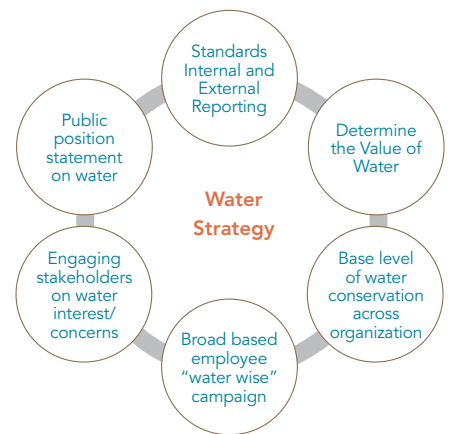 Standards
Internal and
External
Reporting
Determine
the Value of
Water
Base level
of water
conservation
across
organization
Broad based
employee
“water wise”
campaign
Engaging
stakeholders
on water
interest/
concerns
Public
position
statement
on water
Water
Strategy